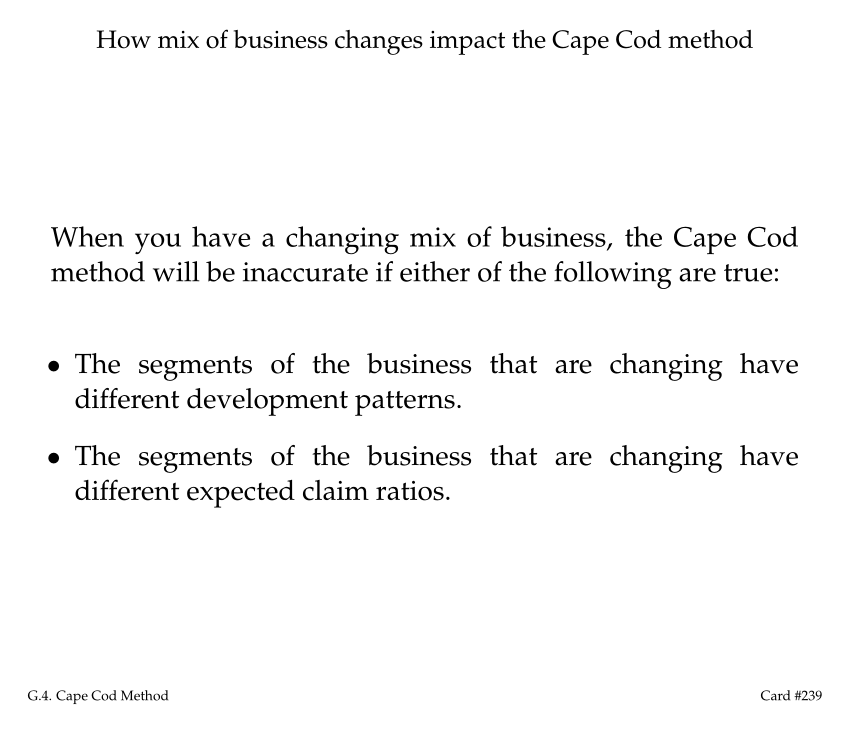 How mix of business changes impact the Cape Cod method
When you have a changing mix of business, the Cape Cod
method will be inaccurate if either of the following are true:
• The segments of the business that are changing have
different development patterns.
• The segments of the business that are changing have
different expected claim ratios.
G.4. Cape Cod Method
Card #239